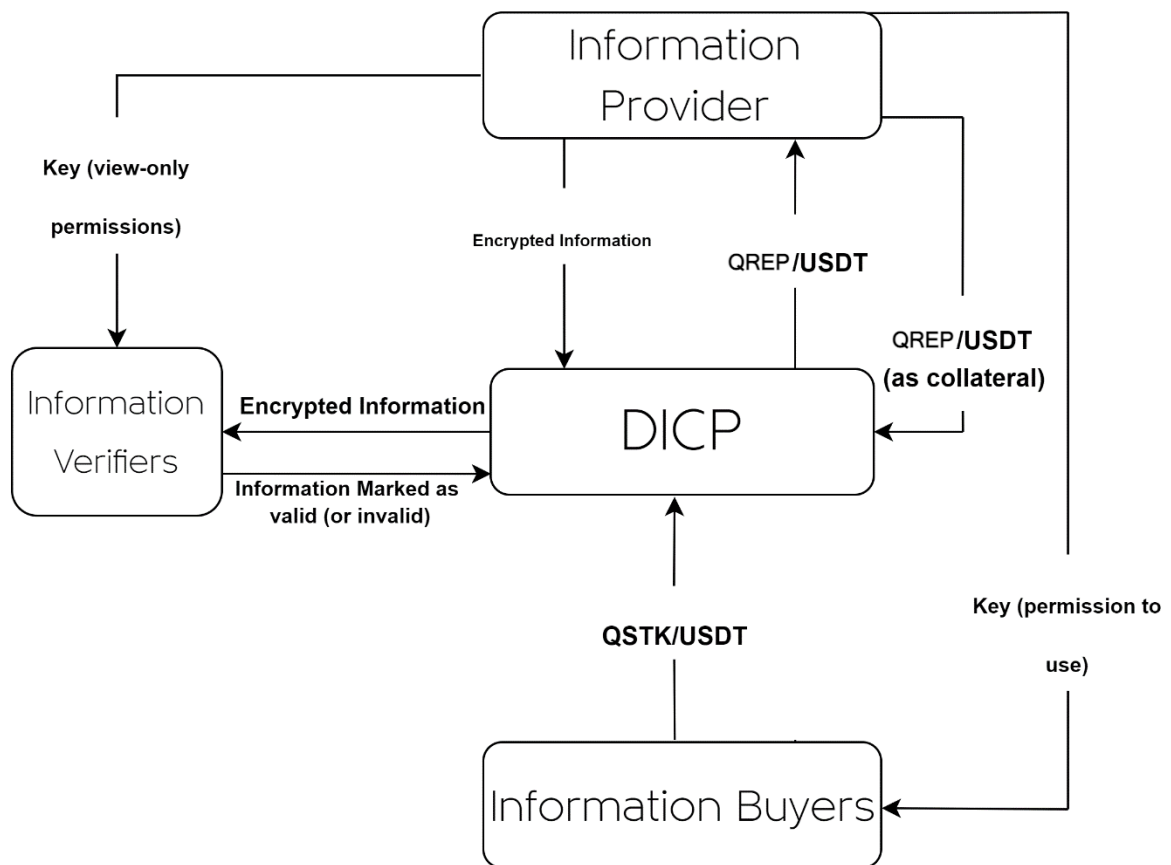 Information
Provider
Key (view-only
permissions)
Encrypted Information
QREP/USDT
QREP/USDT
(as collateral)
Information
Verifiers
Encrypted Information
DICP
Information Marked as
valid (or invalid)
QSTK/USDT
Key (permission to
use)
Information Buyers